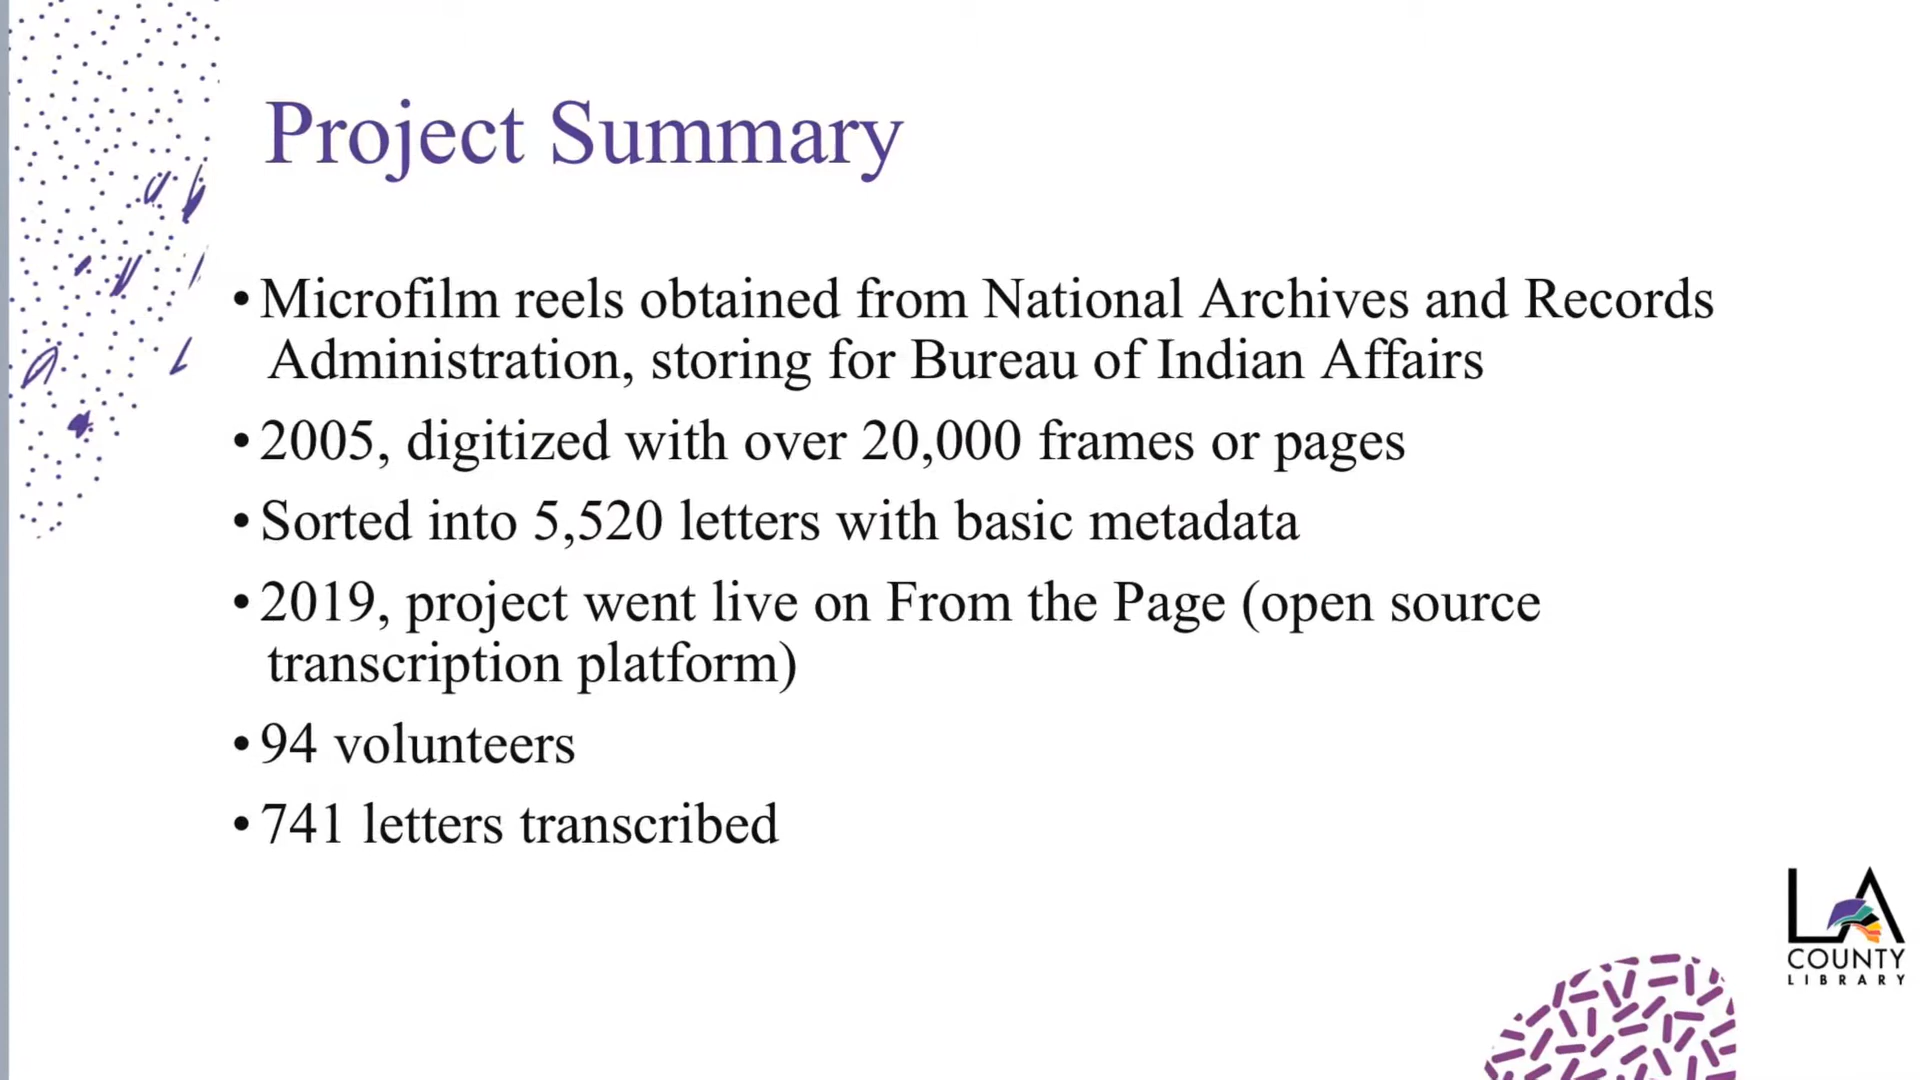 Project Summary
• Microfilm reels obtained from National Archives and Records
Administration, storing for Bureau of Indian Affairs
• 2005, digitized with over 20,000 frames or pages
• Sorted into 5,520 letters with basic metadata
• 2019, project went live on From the Page (open source
transcription platform)
• 94 volunteers
• 741 letters transcribed
LA
COUNTY
LIBRARY